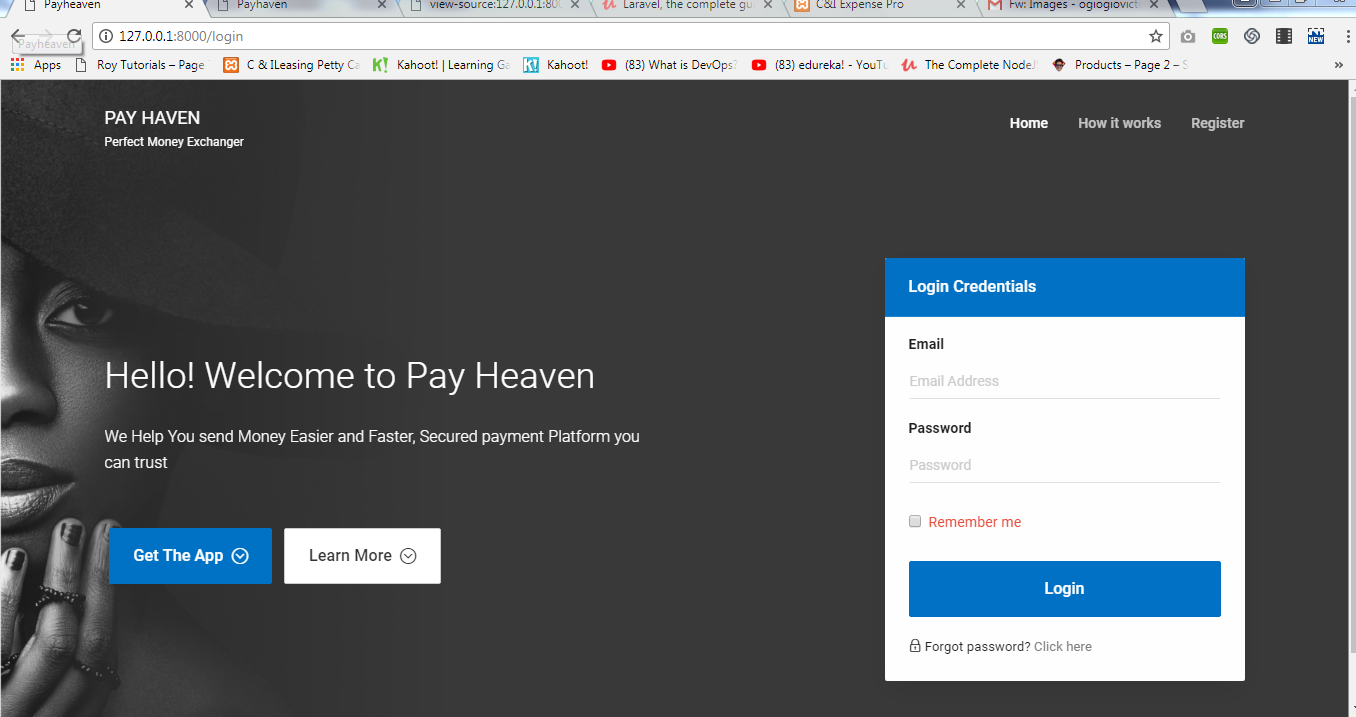 Payheaven
Payhaven
view-source:127.0.0.1:800
Laravel, the complete gui
C&I Expense Pro
Fw: Images - ogiogiovict
127.0.0.1:8000/login
Payheaven
CORS
NEW
Apps
Roy Tutorials – Page
C & ILeasing Petty Ca
Kahoot! | Learning Ga
Kahoot!
(83) What is DevOps?
(83) edureka! - YouTu
The Complete NodeJ
Products – Page 2 – S
PAY HAVEN
Perfect Money Exchanger
Home
How it works
Register
Hello! Welcome to Pay Heaven
We Help You send Money Easier and Faster, Secured payment Platform you
can trust
Get The App
Learn More
Login Credentials
Email
Email Address
Password
Password
Remember me
Login
Forgot password? Click here